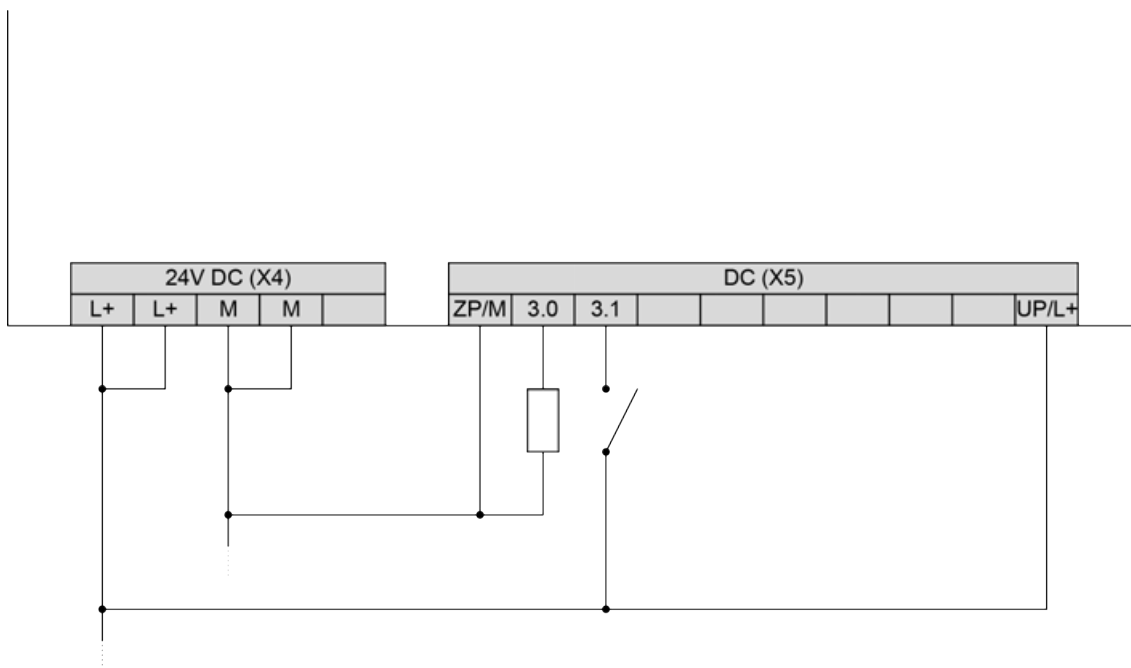 24V DC (X4)
DC (X5)
L+ L+ M M
ZP/M 3.0 3.1 UP/L+